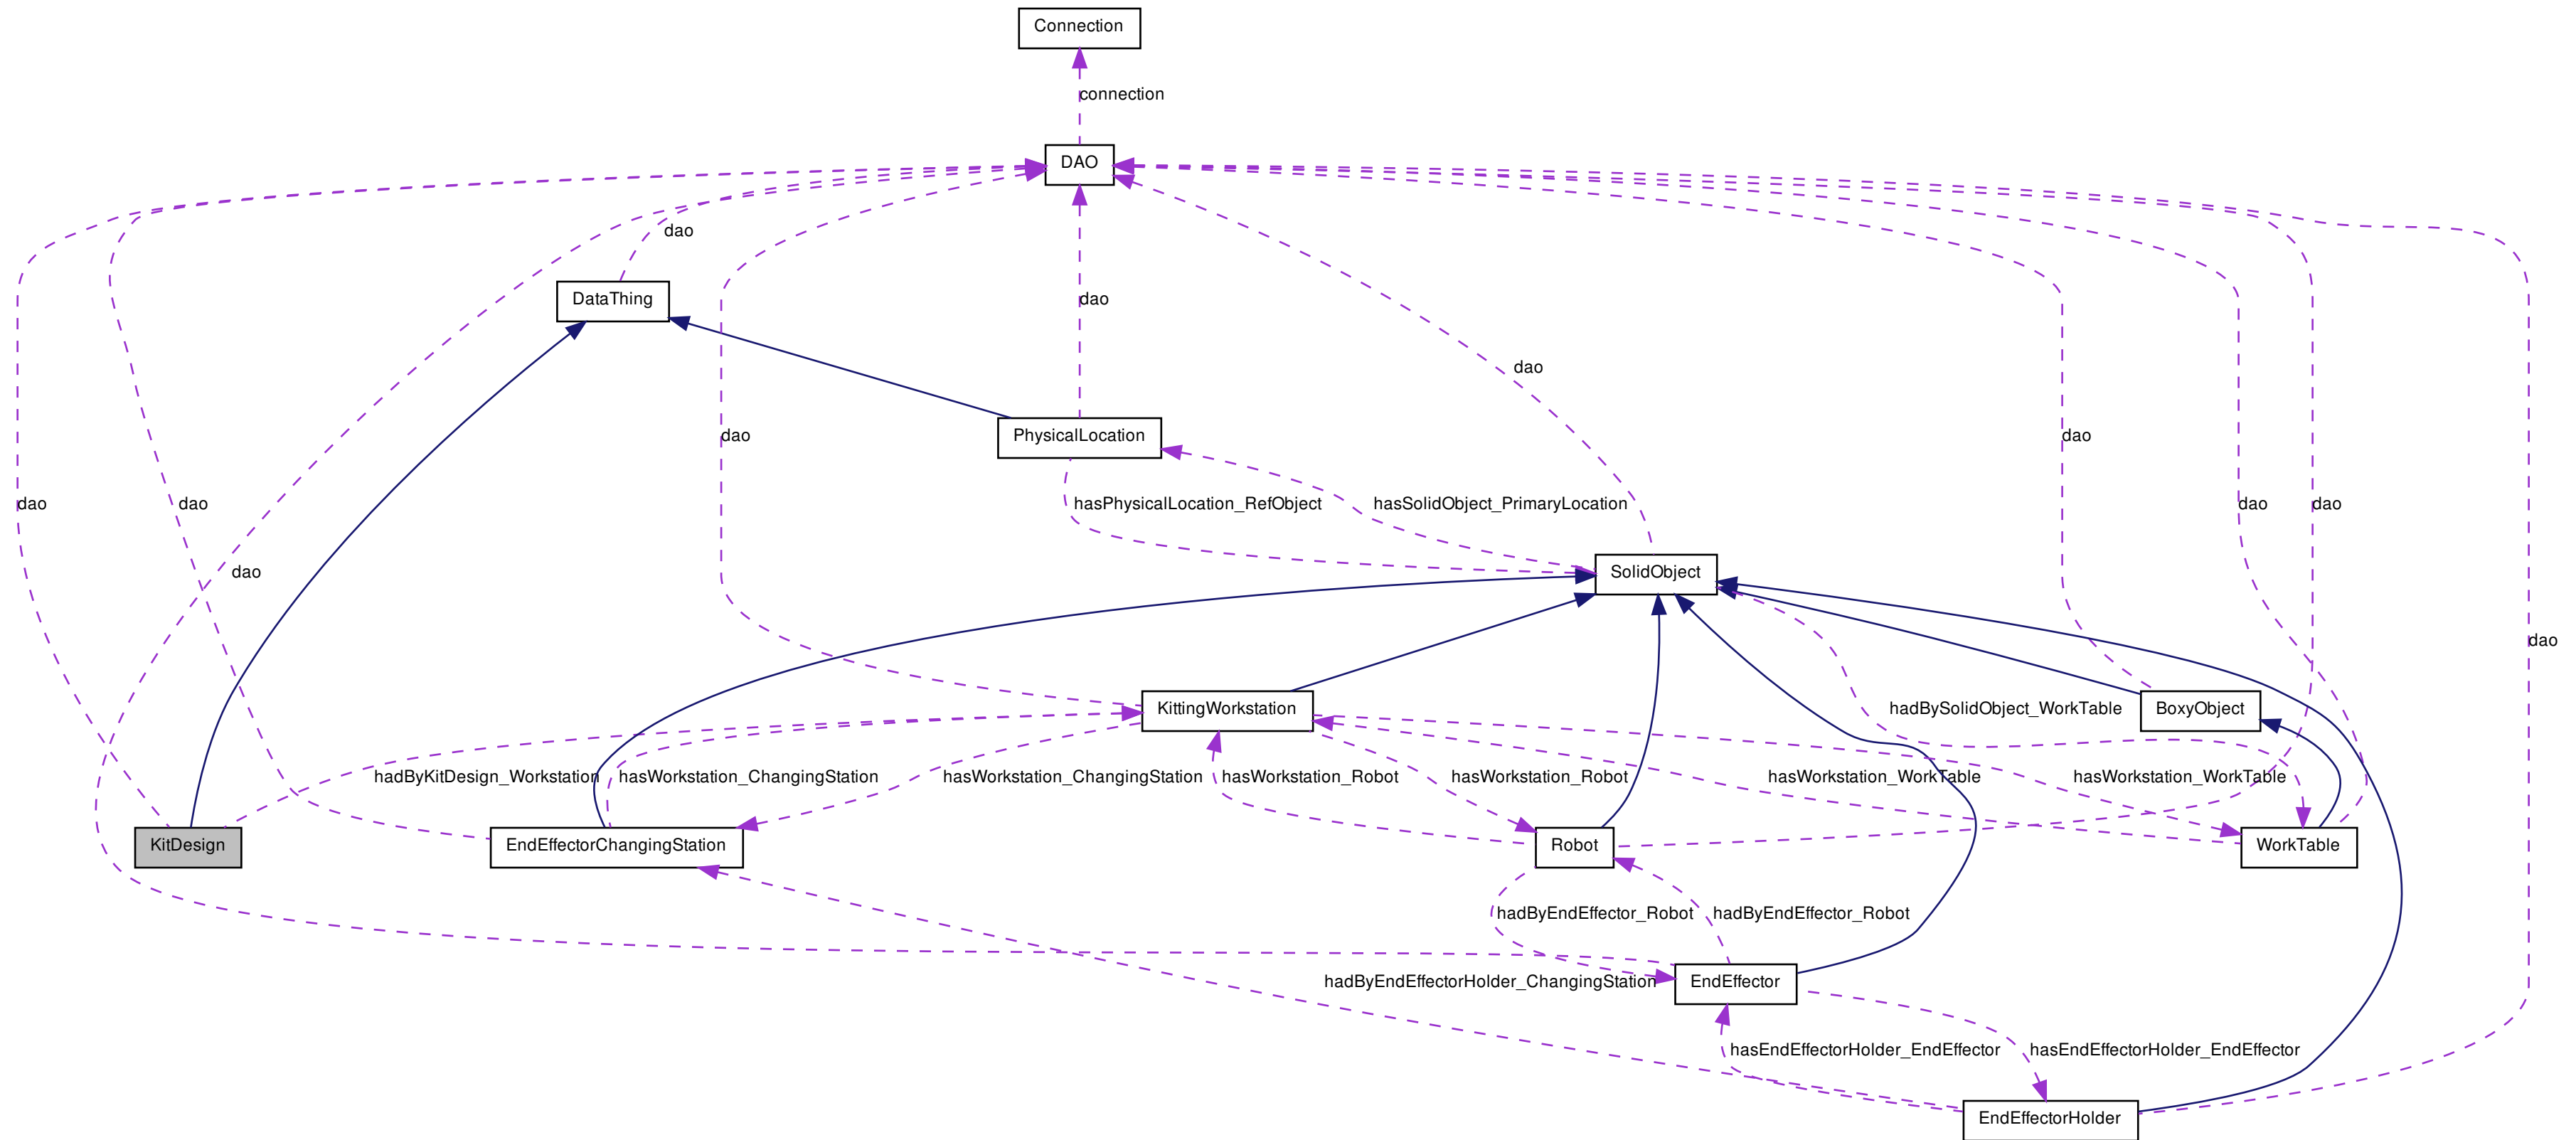 Connection
connection
DAO
dao
DataThing
dao
dao
PhysicalLocation
dao
dao
dao
dao
hasPhysicalLocation_RefObject
hasSolidObject_PrimaryLocation
dao
dao
dao
SolidObject
dao
KittingWorkstation
hadBySolidObject_WorkTable
BoxyObject
hadByKitDesign_Workstation
hasWorkstation_ChangingStation
hasWorkstation_ChangingStation
hasWorkstation_Robot
hasWorkstation_Robot
hasWorkstation_WorkTable
hasWorkstation_WorkTable
KitDesign
EndEffectorChangingStation
Robot
WorkTable
hadByEndEffector_Robot
hadByEndEffector_Robot
hadByEndEffectorHolder_ChangingStation
EndEffector
hasEndEffectorHolder_EndEffector
hasEndEffectorHolder_EndEffector
EndEffectorHolder
dao